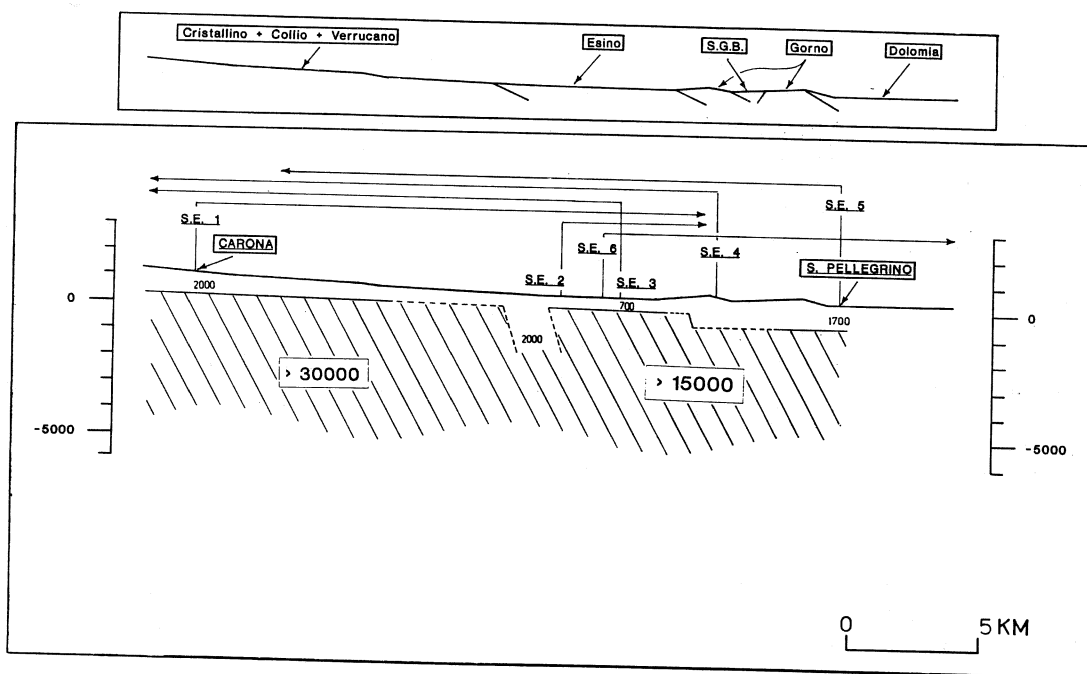 Cristallino + Collio + Verrucano
Esino
S.G.B.
Gorno
Dolomia
S.E. 1
S.E. 5
CARONA
S.E. 6
S.E. 4
S.E. 2
S.E. 3
S. PELLEGRINO
0
2000
700
0
1700
2000
> 30000
> 15000
-5000
-5000
0 5 KM